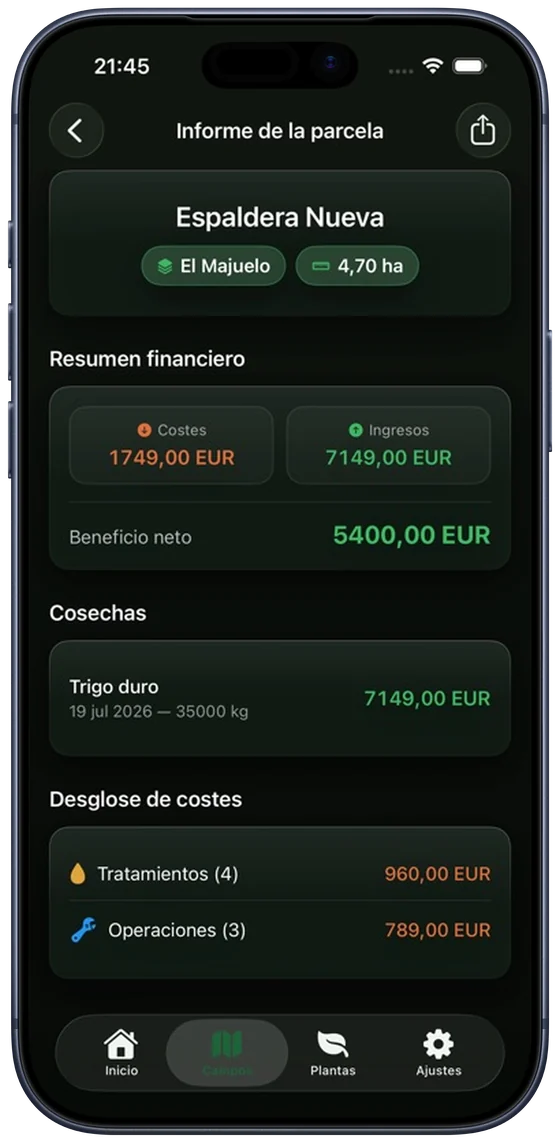 21:45
Informe de la parcela
Espaldera Nueva
El Majuelo
4,70 ha
Resumen financiero
Costes
Ingresos
1749,00 EUR
7149,00 EUR
Beneficio neto
5400,00 EUR
Cosechas
Trigo duro
7149,00 EUR
19 jul 2026 — 35000 kg
Desglose de costes
Tratamientos (4)
960,00 EUR
Operaciones (3)
789,00 EUR
Inicio
Campos
Plantas
Ajustes